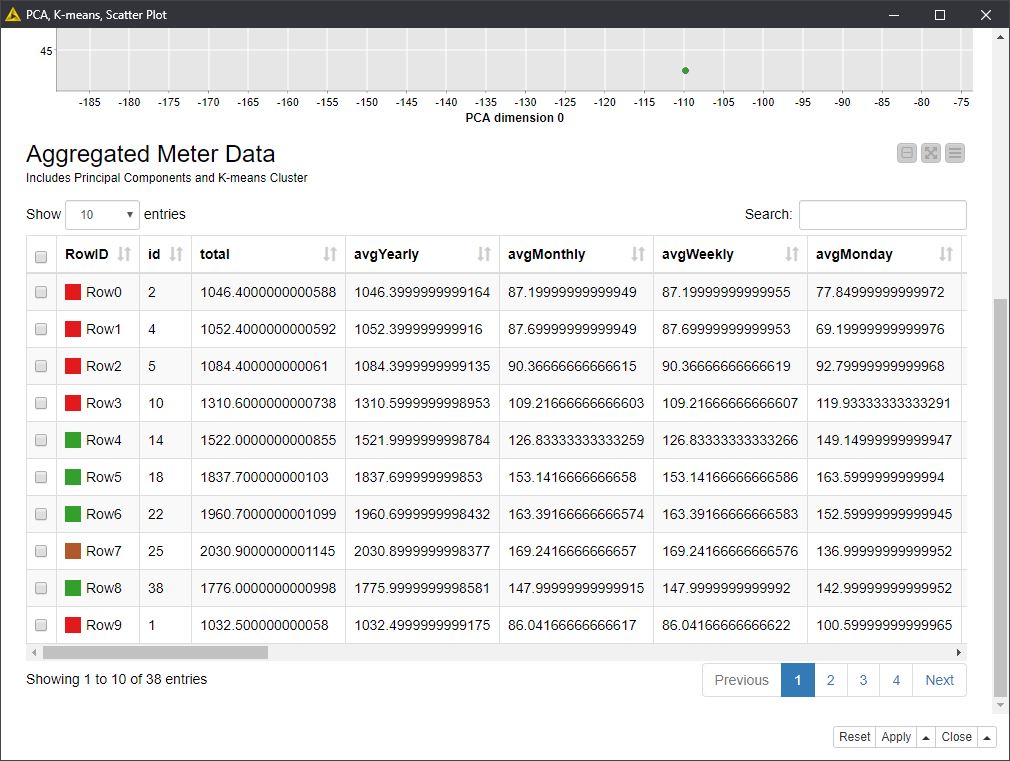 PCA, K-means, Scatter Plot
45
-185 -180 -175 -170 -165 -160 -155 -150 -145 -140 -135 -130 -125 -120 -115 -110 -105 -100 -95 -90 -85 -80 -75
PCA dimension 0
Aggregated Meter Data
Includes Principal Components and K-means Cluster
Show 10 entries Search:
RowID id total avgYearly avgMonthly avgWeekly avgMonday
Row0 2 1046.4000000000588 1046.3999999999164 87.19999999999949 87.19999999999955 77.84999999999972
Row1 4 1052.4000000000592 1052.399999999916 87.69999999999949 87.69999999999953 69.19999999999976
Row2 5 1084.400000000061 1084.3999999999135 90.36666666666615 90.36666666666619 92.79999999999968
Row3 10 1310.6000000000738 1310.5999999998953 109.21666666666603 109.21666666666607 119.93333333333291
Row4 14 1522.0000000000855 1521.9999999998784 126.83333333333259 126.83333333333266 149.14999999999947
Row5 18 1837.700000000103 1837.699999999853 153.1416666666658 153.14166666666586 163.5999999999994
Row6 22 1960.7000000001099 1960.6999999998432 163.39166666666574 163.39166666666583 152.59999999999945
Row7 25 2030.9000000001145 2030.8999999998377 169.2416666666657 169.24166666666576 136.99999999999952
Row8 38 1776.0000000000998 1775.9999999998581 147.99999999999915 147.9999999999992 142.99999999999952
Row9 1 1032.500000000058 1032.4999999999175 86.04166666666617 86.04166666666622 100.59999999999965
Showing 1 to 10 of 38 entries Previous 1 2 3 4 Next
Reset Apply Close